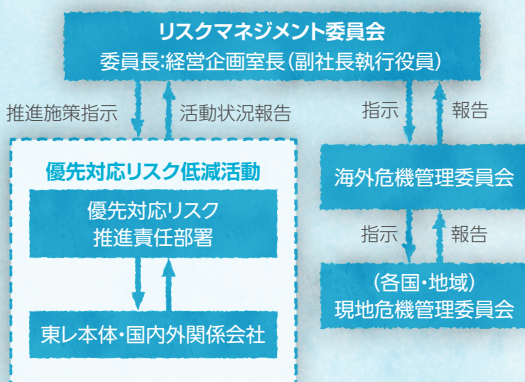 リスクマネジメント委員会
委員長:経営企画室長（副社長執行役員）
推進施策指示
活動状況報告
指示
報告
優先対応リスク低減活動
優先対応リスク
推進責任部署
東レ本体・国内外関係会社
海外危機管理委員会
指示
報告
（各国・地域）
現地危機管理委員会